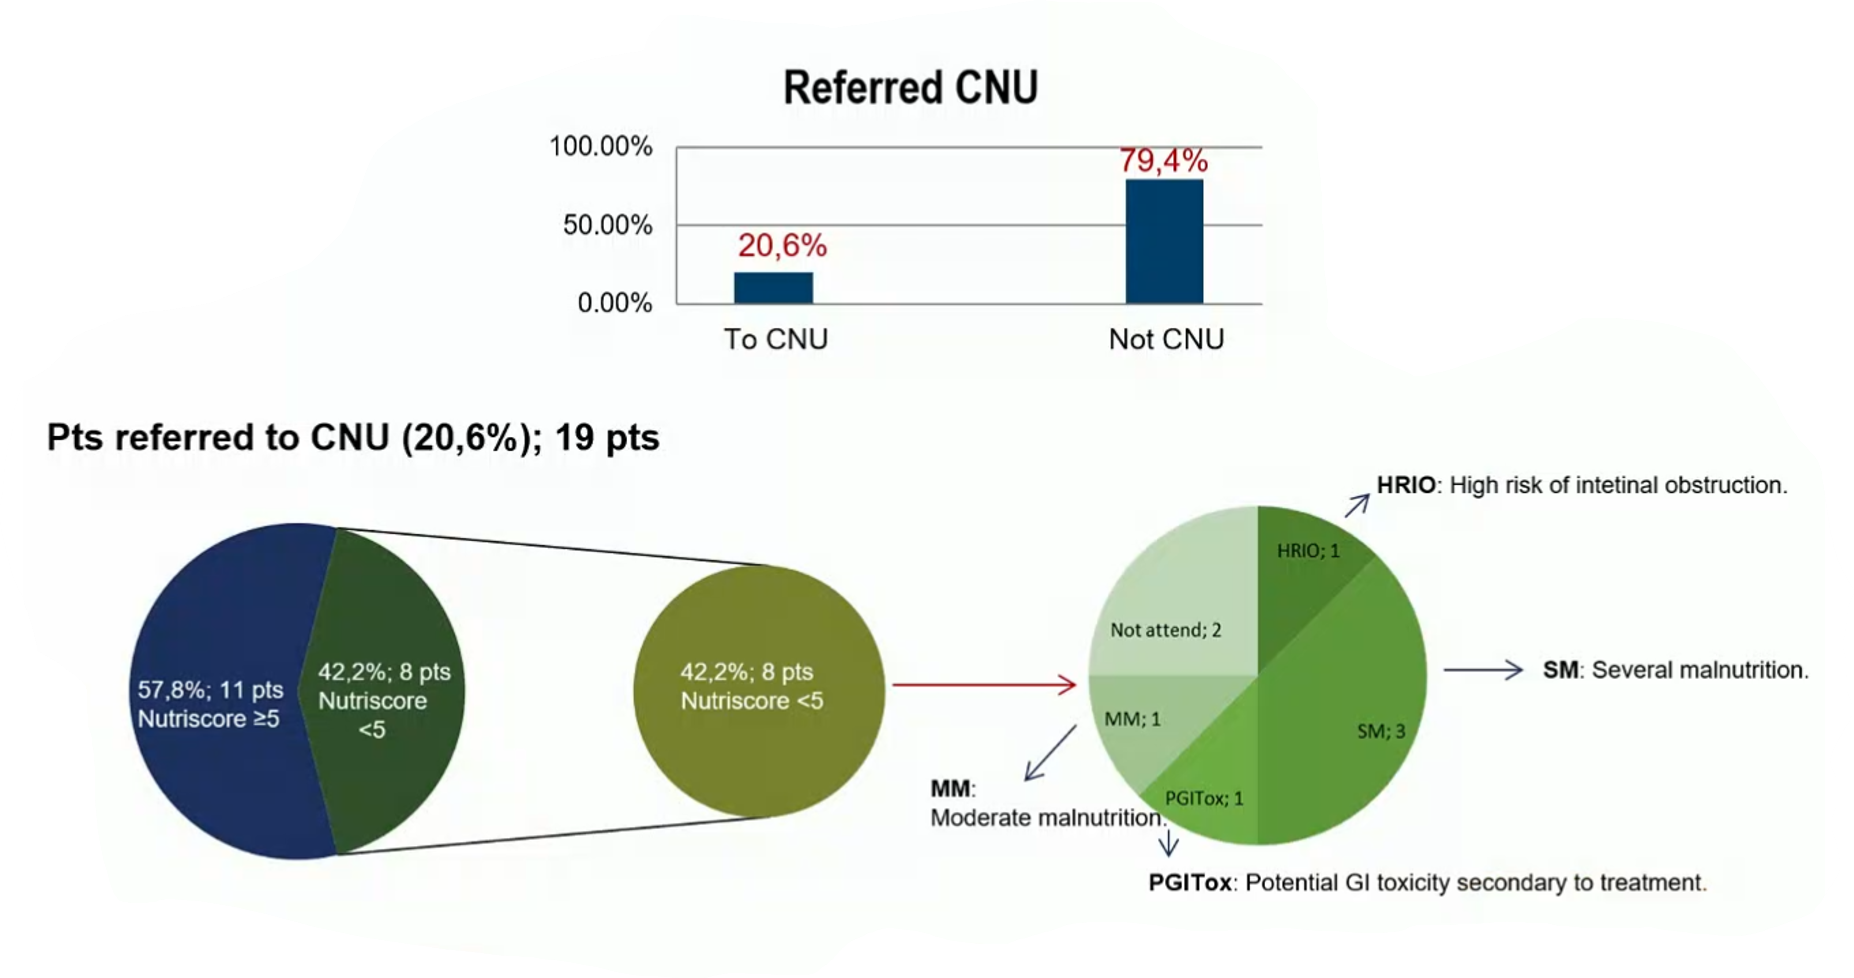 Referred CNU
100.00%
79,4%
50.00%
20,6%
0.00%
To CNU
Not CNU
Pts referred to CNU (20,6%); 19 pts
HRIO: High risk of intetinal obstruction.
HRIO; 1
Not attend; 2
57,8%; 11 pts
Nutriscore ≥5
42,2%; 8 pts
Nutriscore
<5
42,2%; 8 pts
Nutriscore <5
SM: Several malnutrition.
MM; 1
SM; 3
MM:
Moderate malnutrition.
PGITox; 1
PGITox: Potential GI toxicity secondary to treatment.